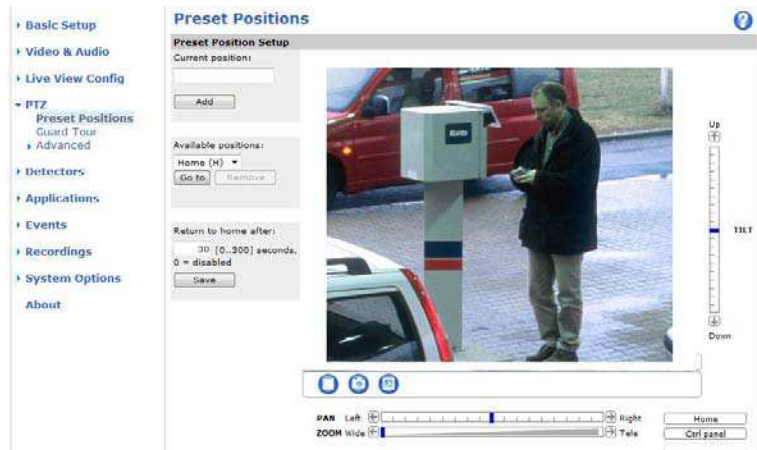 Basic Setup
Video & Audio
Live View Config
PTZ
Preset Positions
Guard Tour
Advanced
Detectors
Applications
Events
Recordings
System Options
About
Preset Positions
?
Preset Position Setup
Current position:
Add
Available positions:
Home (H)
Go to
Remove
Return to home after:
30 [0..300] seconds,
0 = disabled
Save
Up
TILT
Down
PAN Left
Right
Home
ZOOM Wide
Tele
Ctrl panel